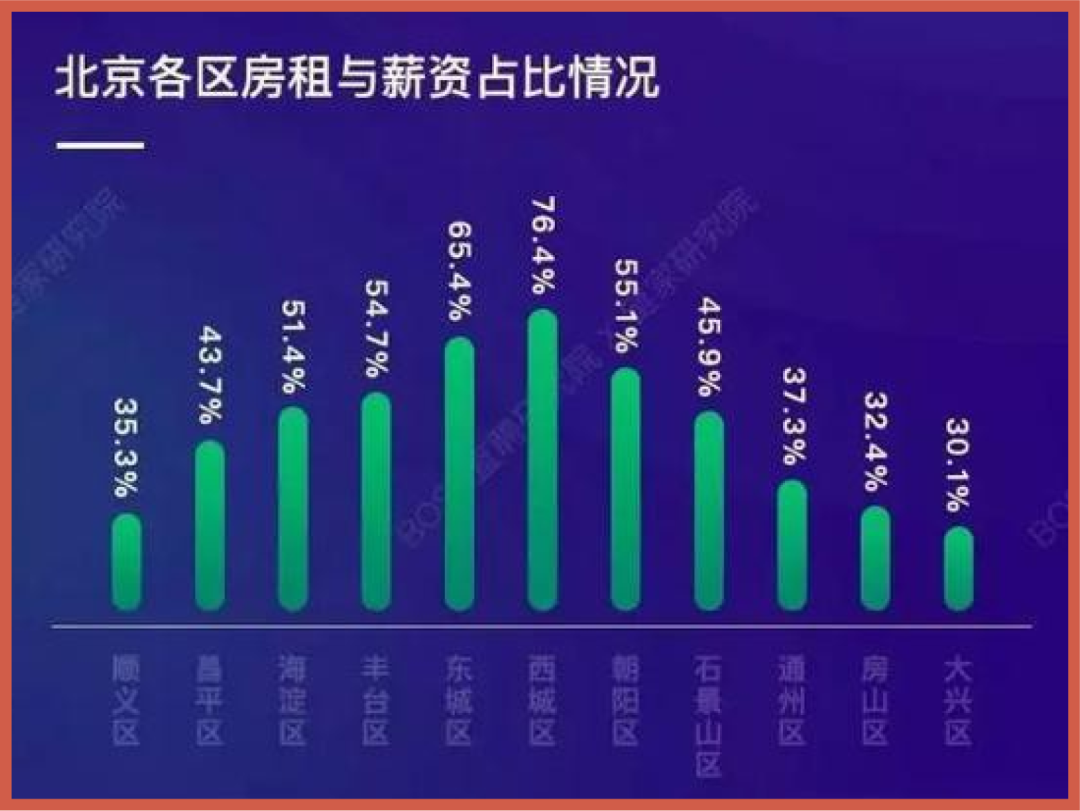 北京各区房租与薪资占比情况
35.3%
43.7%
51.4%
54.7%
65.4%
76.4%
55.1%
45.9%
37.3%
32.4%
30.1%
顺义区
昌平区
海淀区
丰台区
东城区
西城区
朝阳区
石景山区
通州区
房山区
大兴区